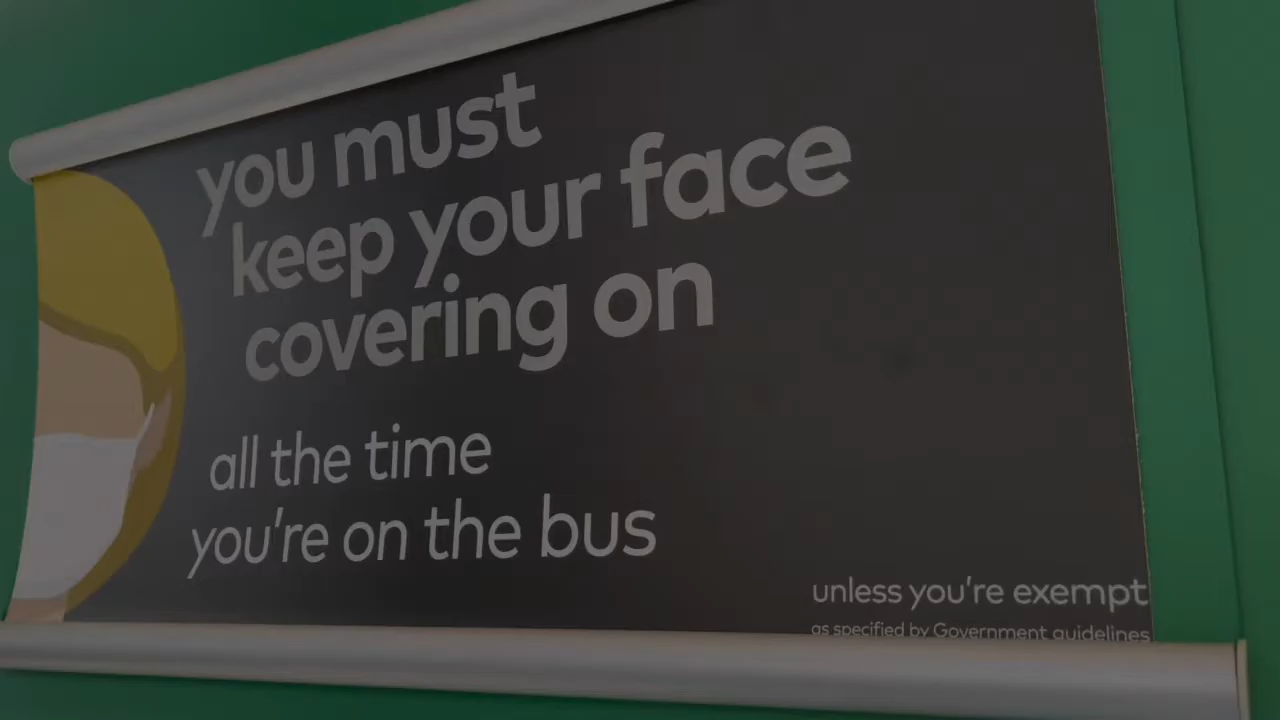 you must
keep your face
covering on
all the time
you're on the bus
unless you're exempt
as specified by Government guidelines